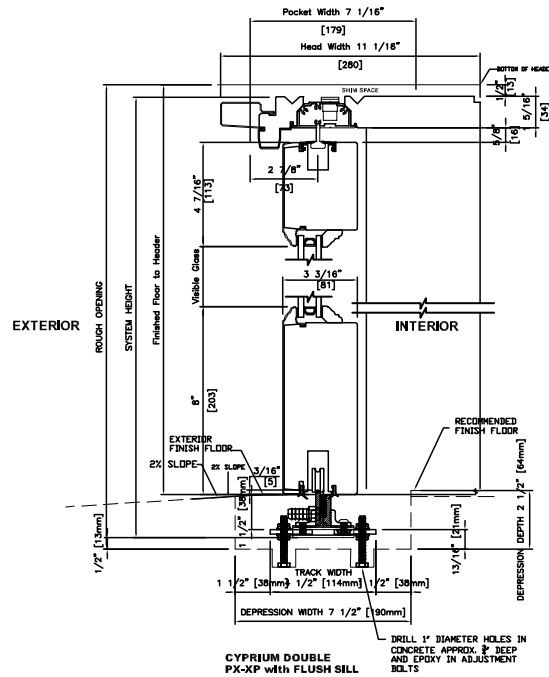 Pocket Width 7 1/16"
[179]
Head Width 11 1/16"
[280]
BOTTOM OF HEADER
SHIM SPACE
1/2"
[13]
1 5/16"
[34]
5/8"
[16]
2 7/8"
[73]
4 7/16"
[113]
Visible Glass
3 3/16"
[81]
EXTERIOR
INTERIOR
ROUGH OPENING
SYSTEM HEIGHT
Finished Floor to Header
8"
[203]
RECOMMENDED
FINISH FLOOR
EXTERIOR
FINISH FLOOR
2% SLOPE
2% SLOPE
3/16"
[5]
1 1/2" [38mm]
1/2" [13mm]
13/16" [21mm]
DEPRESSION DEPTH 2 1/2" [64mm]
TRACK WIDTH
1 1/2" [38mm]
1/2" [114mm]
1/2" [38mm]
DEPRESSION WIDTH 7 1/2" [190mm]
DRILL 1" DIAMETER HOLES IN
CONCRETE APPROX. DEEP
AND EPOXY IN ADJUSTMENT
BOLTS
CYPRIUM DOUBLE
PX-XP with FLUSH SILL